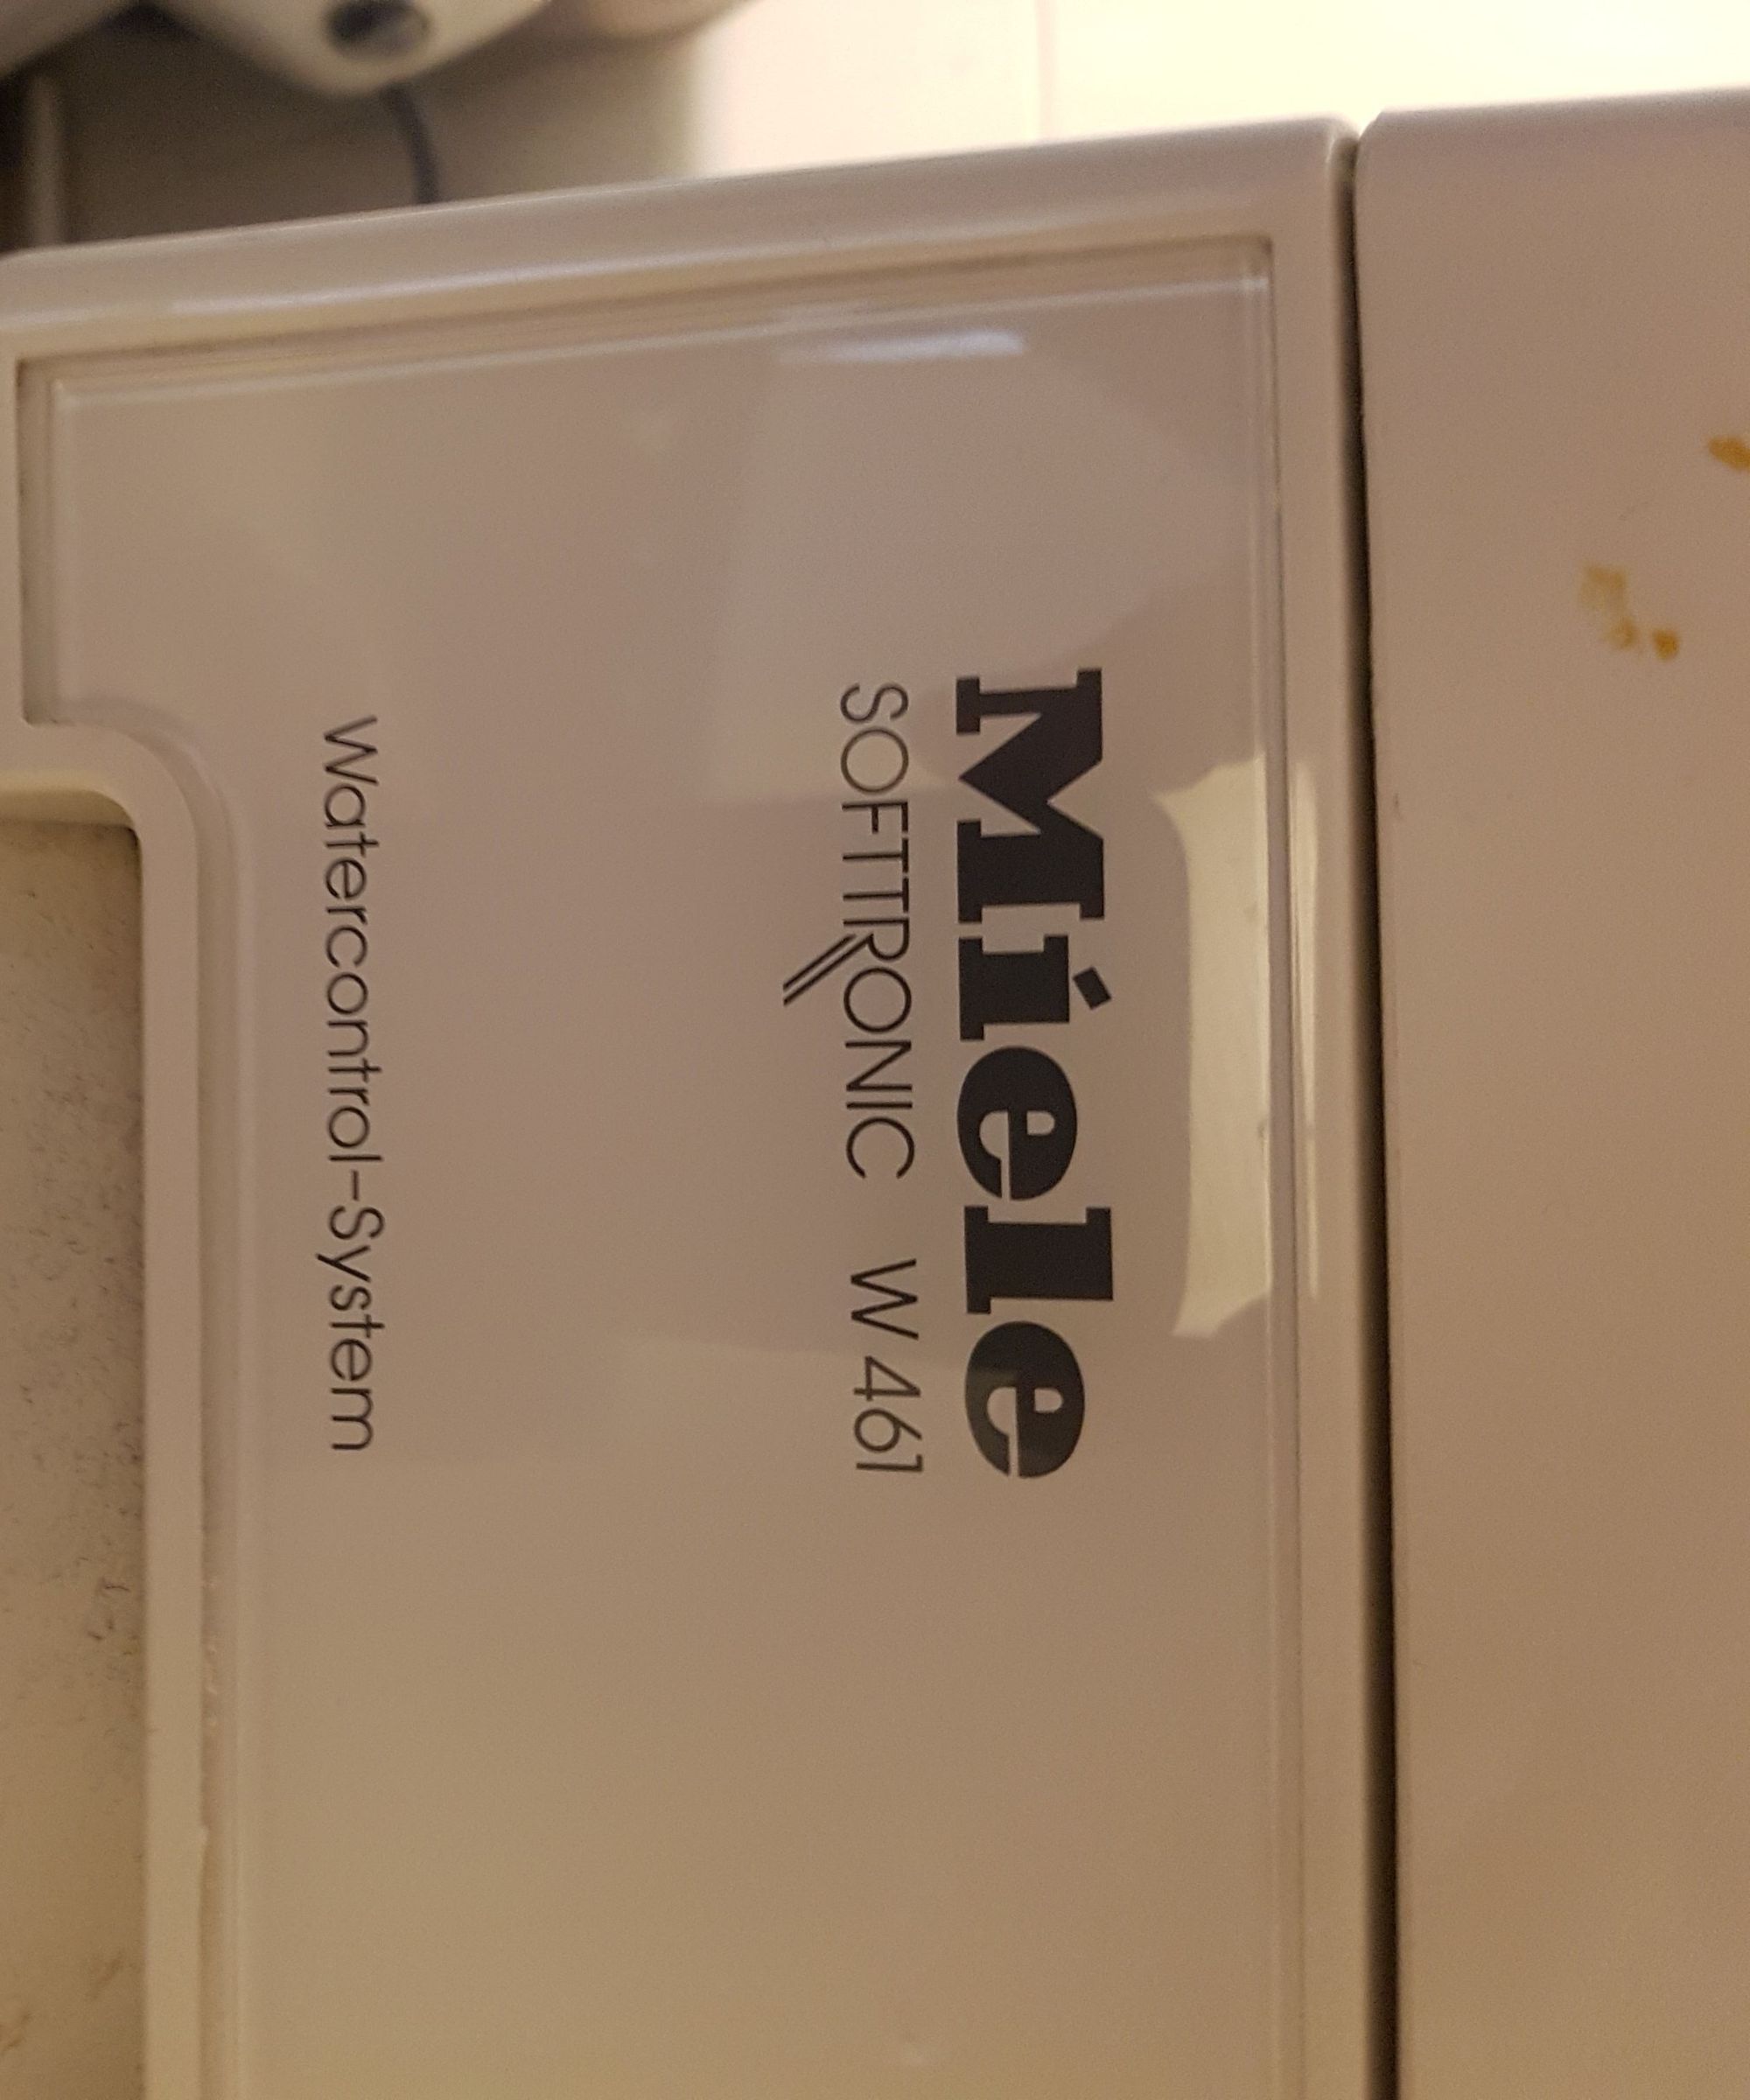 Miele
SOFTTRONIC W 461
Watercontrol-System